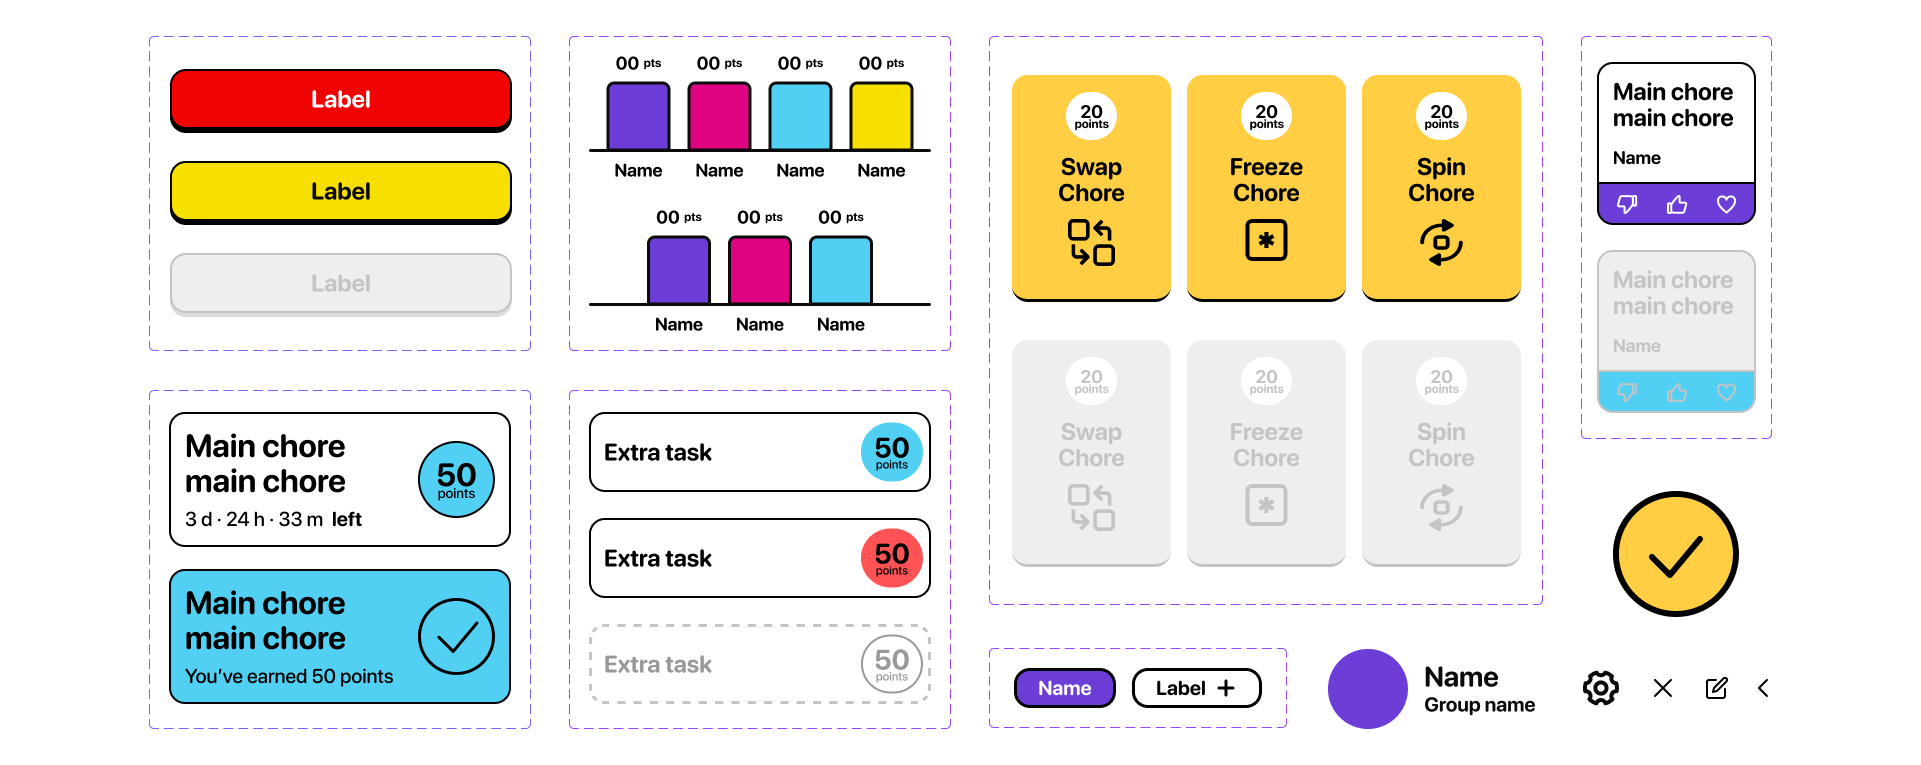 Label
Label
Label
00 pts 00 pts 00 pts 00 pts
Name Name Name Name
00 pts 00 pts 00 pts
Name Name Name
Main chore
main chore
3 d · 24 h · 33 m left
50
points
Main chore
main chore
You’ve earned 50 points
Extra task
50
points
Extra task
50
points
Extra task
50
points
20
points
Swap
Chore
20
points
Freeze
Chore
20
points
Spin
Chore
20
points
Swap
Chore
20
points
Freeze
Chore
20
points
Spin
Chore
Name
Label +
Name
Group name
Main chore
main chore
Name
Main chore
main chore
Name